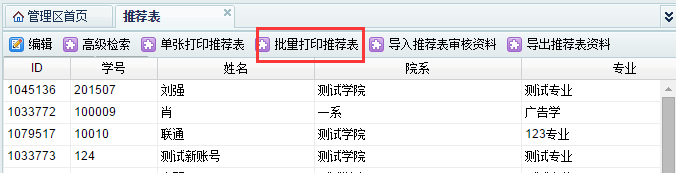 管理区首页 推荐表
编辑 高级检索 单张打印推荐表 批量打印推荐表 导入推荐表审核资料 导出推荐表资料
ID 学号 姓名 院系 专业
1045136 201507 刘强 测试学院 测试专业
1033772 100009 肖 一系 广告学
1079517 10010 联通 测试学院 123专业
1033773 124 测试新账号 测试学院 测试专业